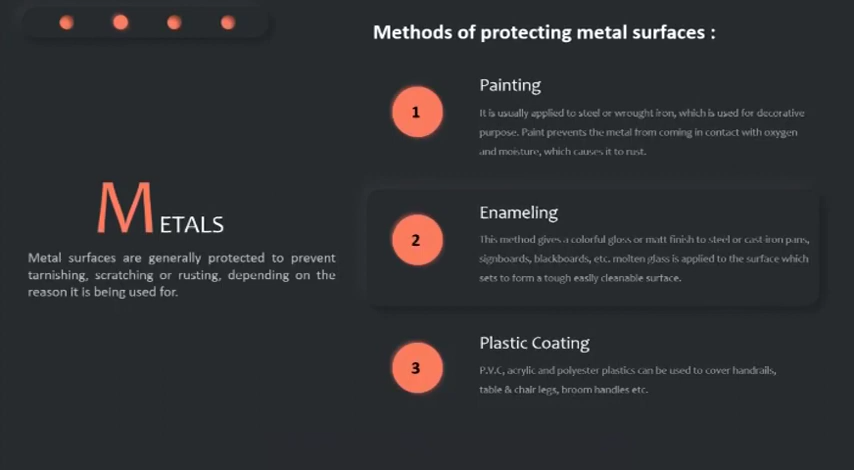 Methods of protecting metal surfaces :
METALS
Metal surfaces are generally protected to prevent
tarnishing, scratching or rusting, depending on the
reason it is being used for.
1
Painting
It is usually applied to steel or wrought iron, which is used for decorative
purpose. Paint prevents the metal from coming in contact with oxygen
and moisture, which causes it to rust.
2
Enameling
This method gives a colorful gloss or matt finish to steel or cast iron pans,
signboards, blackboards, etc. molten glass is applied to the surface which
sets to form a tough easily cleanable surface.
3
Plastic Coating
P.V.C, acrylic and polyester plastics can be used to cover handrails,
table & chair legs, broom handles etc.